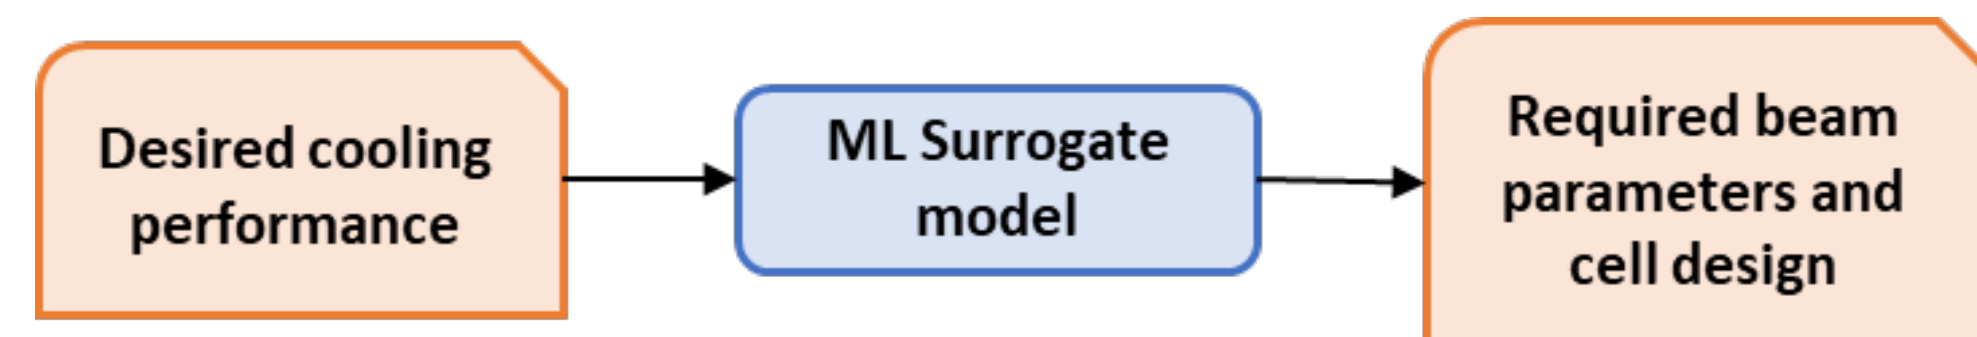 Desired cooling
performance
ML Surrogate
model
Required beam
parameters and
cell design